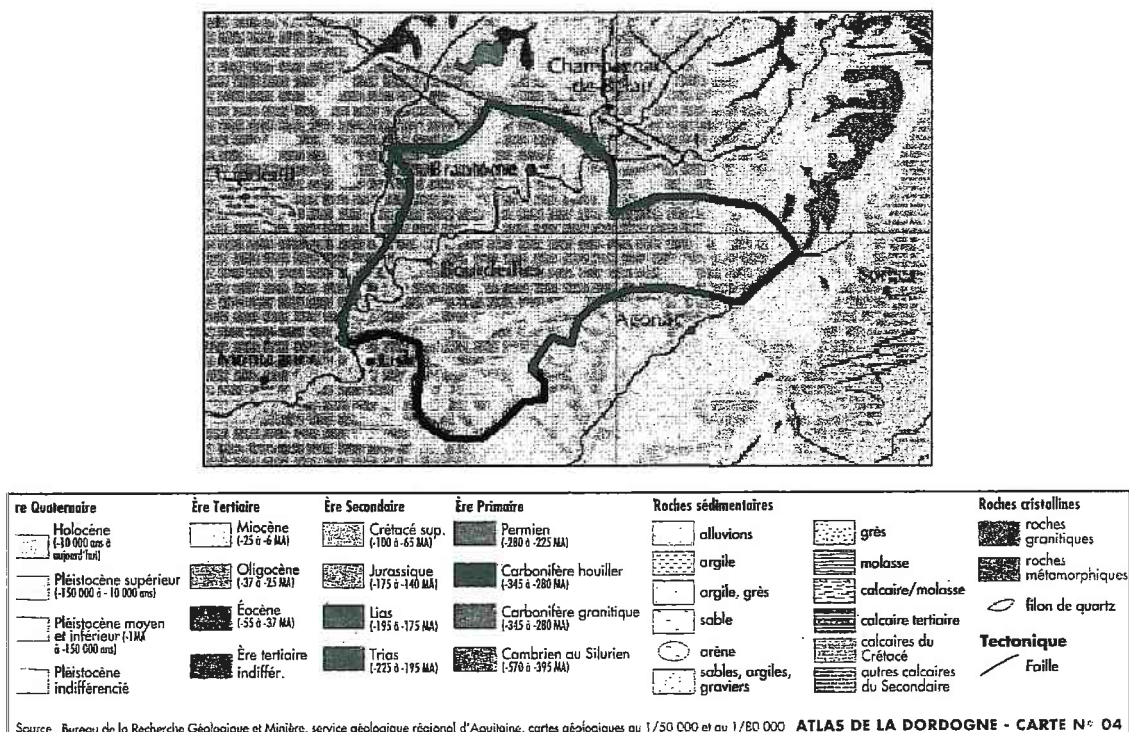 Champagnac
-de-Belair
Brantôme
Bourdeilles
Agonac
re Quaternaire
Holocène
(-10 000 ans à
aujourd'hui)
Pléistocène supérieur
(-150 000 à -10 000 ans)
Pléistocène moyen
et inférieur (-1MA
à -150 000 ans)
Pléistocène
indifférencié
Ère Tertiaire
Miocène
(-25 à -6 MA)
Oligocène
(-37 à -25 MA)
Éocène
(-55 à -37 MA)
Ère tertiaire
indiffér.
Ère Secondaire
Crétacé sup.
(-100 à -65 MA)
Jurassique
(-175 à -140 MA)
Lias
(-195 à -175 MA)
Trias
(-225 à -195 MA)
Ère Primaire
Permien
(-280 à -225 MA)
Carbonifère houiller
(-345 à -280 MA)
Carbonifère granitique
(-345 à -280 MA)
Cambrien au Silurien
(-570 à -395 MA)
Roches sédimentaires
alluvions
argile
argile, grès
sable
arène
sables, argiles,
graviers
grès
molasse
calcaire/molasse
calcaire tertiaire
calcaires du
Crétacé
autres calcaires
du Secondaire
Roches cristallines
roches
granitiques
roches
métamorphiques
filon de quartz
Tectonique
Faille
Source Bureau de la Recherche Géologique et Minière, service géologique régional d'Aquitaine, cartes géologiques au 1/50 000 et au 1/80 000 ATLAS DE LA DORDOGNE - CARTE N° 04